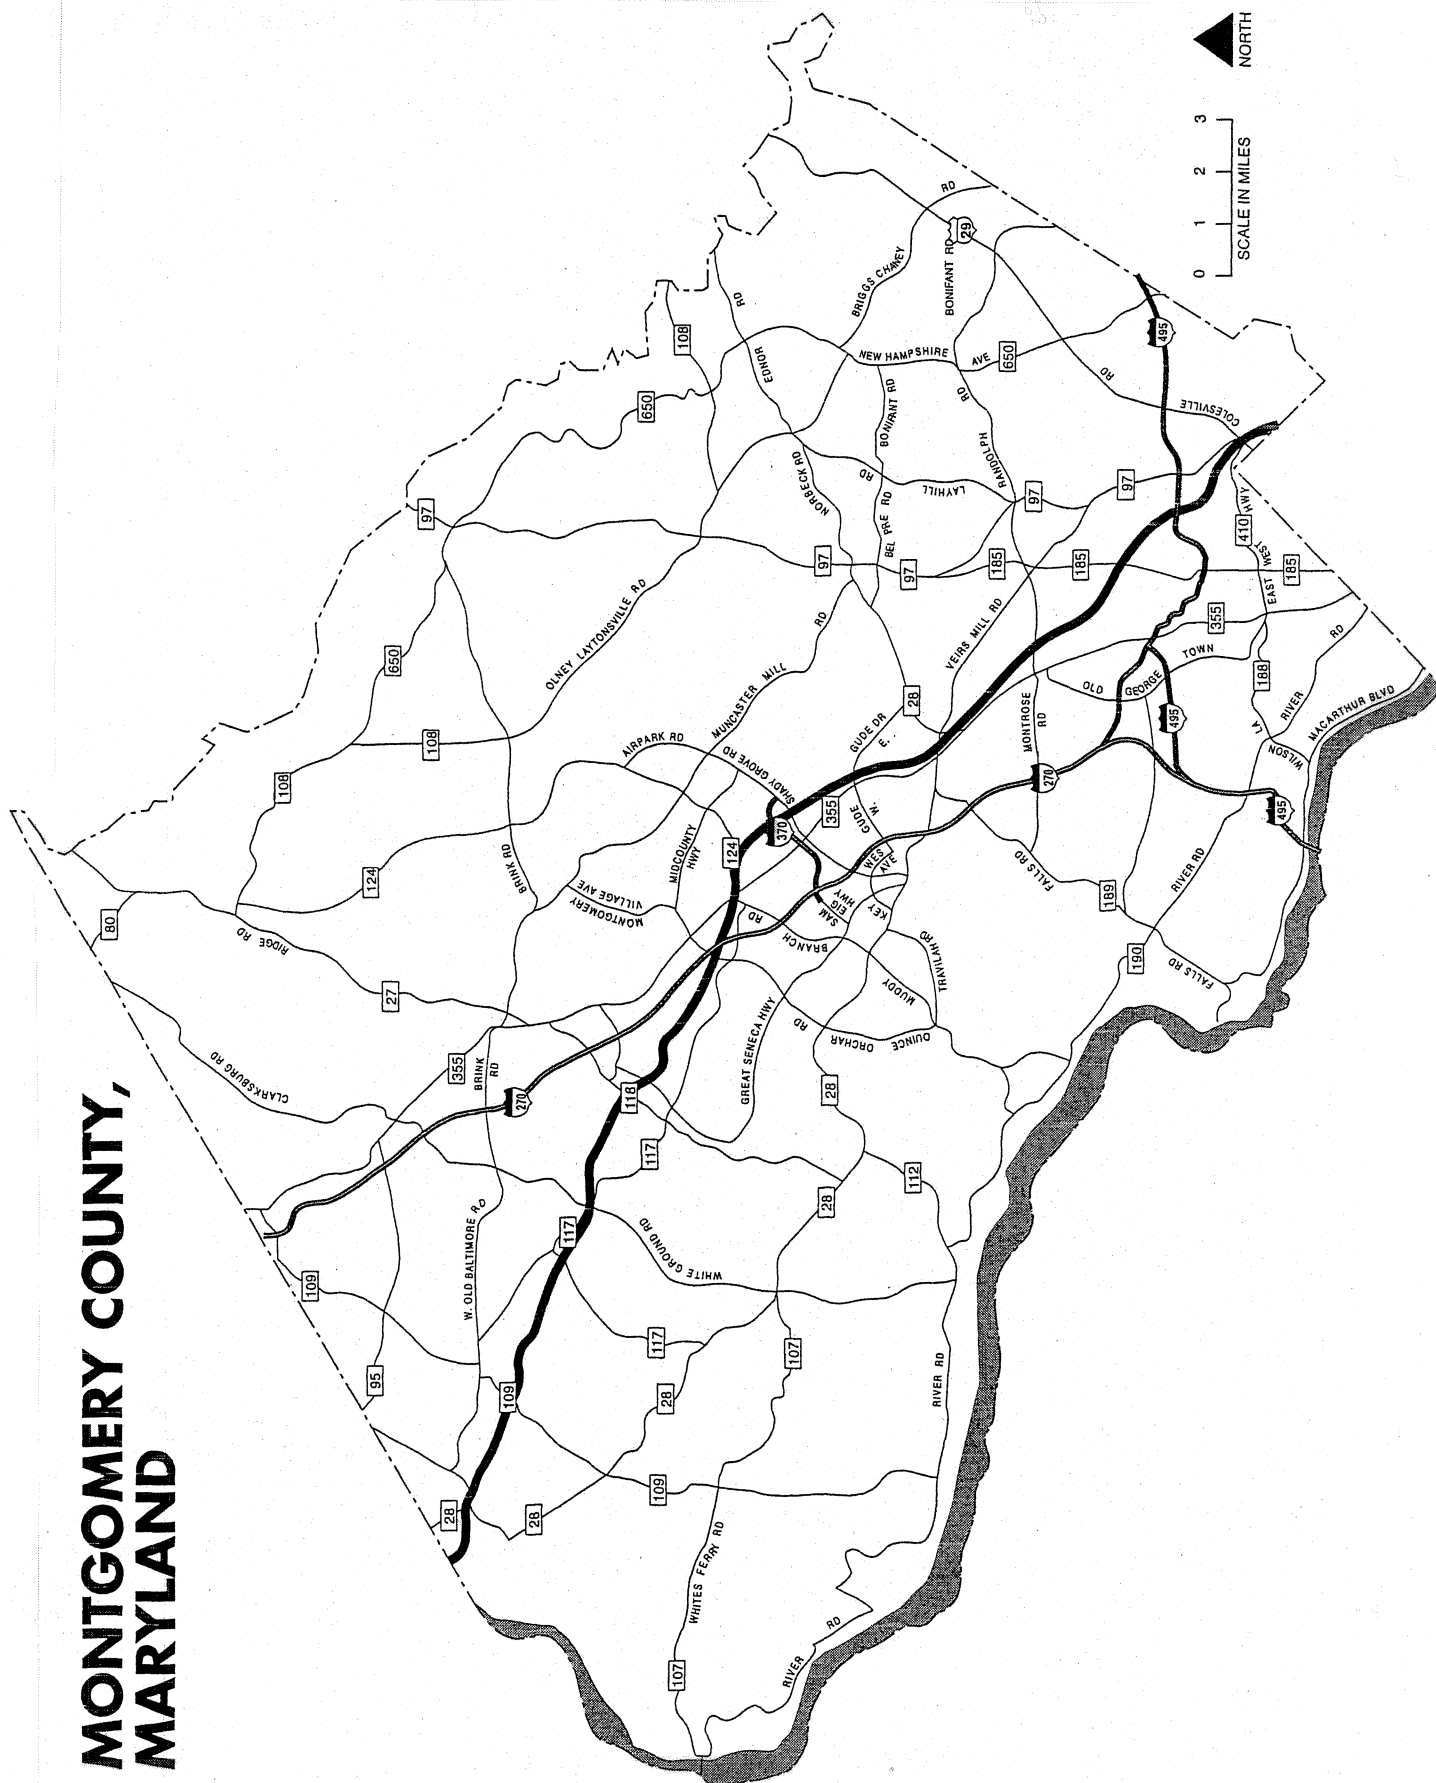 MONTGOMERY COUNTY,
MARYLAND
NORTH
0 1 2 3
SCALE IN MILES
80
RIDGE RD
27
CLARKSBURG RD
355
BRINK
RD
270
109
95
W. OLD BALTIMORE RD
117
109
28
28
108
124
108
650
97
650
108
OLNEY LAYTONSVILLE RD
BRINK RD
MONTGOMERY
VILLAGE AVE
MIDCOUNTY
HWY
124
AIRPARK RD
SHADY GROVE RD
MUNCASTER MILL
RD
370
355
GUDE DR
E.
W.
GUDE
28
118
117
WHITE GROUND RD
117
28
109
107
WHITES FERRY RD
107
RIVER
RD
RIVER RD
28
112
28
GREAT SENECA HWY
QUINCE
ORCHAR
RD
MUDDY
BRANCH
RD
TRAVILAH RD
SAM
EIG
HWY
KEY
WES
AVE
190
FALLS RD
189
FALLS RD
RIVER RD
270
MONTROSE
RD
495
495
OLD
GEORGE
TOWN
355
188
WILSON
LA
RIVER
RD
MACARTHUR BLVD
EAST WEST
HWY
410
185
185
185
VEIRS MILL RD
97
97
97
97
BEL PRE RD
BONIFANT RD
NORBECK RD
LAYHILL
RD
RANDOLPH
RD
EDNOR
RD
NEW HAMPSHIRE
AVE
650
BRIGGS CHANEY
RD
BONIFANT RD
29
COLESVILLE
RD
495